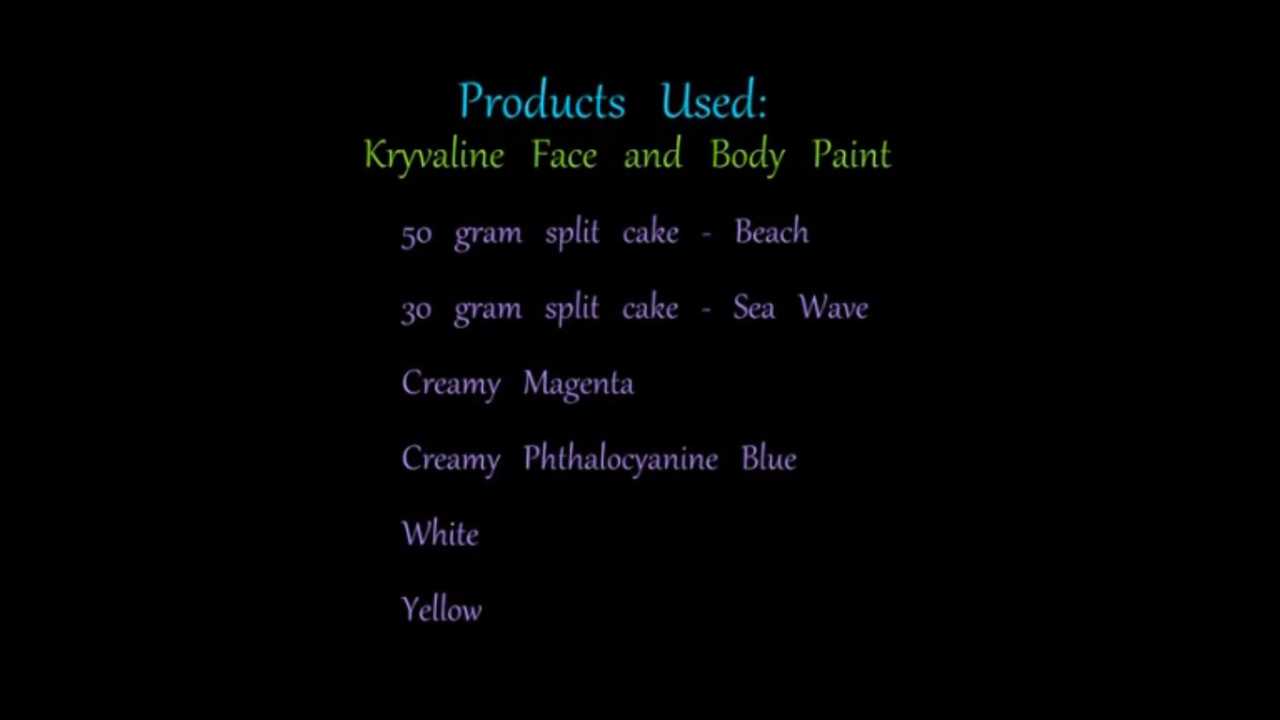 Products Used:
Kryvaline Face and Body Paint
50 gram split cake - Beach
30 gram split cake - Sea Wave
Creamy Magenta
Creamy Phthalocyanine Blue
White
Yellow